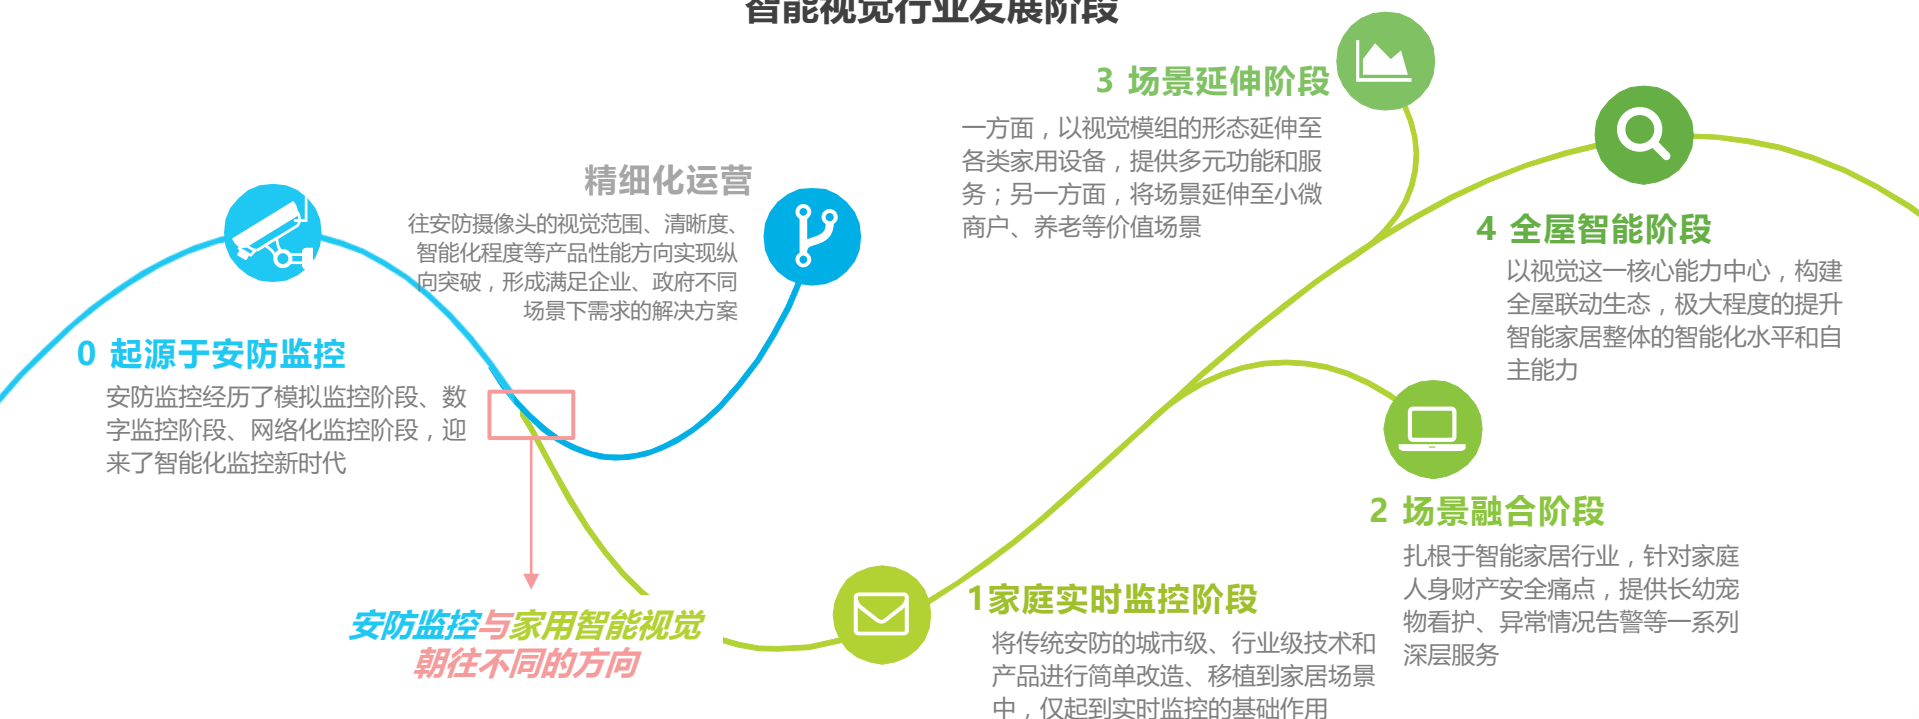 智能视觉行业发展阶段
0 起源于安防监控
安防监控经历了模拟监控阶段、数
字监控阶段、网络化监控阶段，迎
来了智能化监控新时代
精细化运营
往安防摄像头的视觉范围、清晰度、
智能化程度等产品性能方向实现纵
向突破，形成满足企业、政府不同
场景下需求的解决方案
安防监控与家用智能视觉
朝往不同的方向
1家庭实时监控阶段
将传统安防的城市级、行业级技术和
产品进行简单改造、移植到家居场景
中，仅起到实时监控的基础作用
2 场景融合阶段
扎根于智能家居行业，针对家庭
人身财产安全痛点，提供长幼宠
物看护、异常情况告警等一系列
深层服务
3 场景延伸阶段
一方面，以视觉模组的形态延伸至
各类家用设备，提供多元功能和服
务；另一方面，将场景延伸至小微
商户、养老等价值场景
4 全屋智能阶段
以视觉这一核心能力中心，构建
全屋联动生态，极大程度的提升
智能家居整体的智能化水平和自
主能力